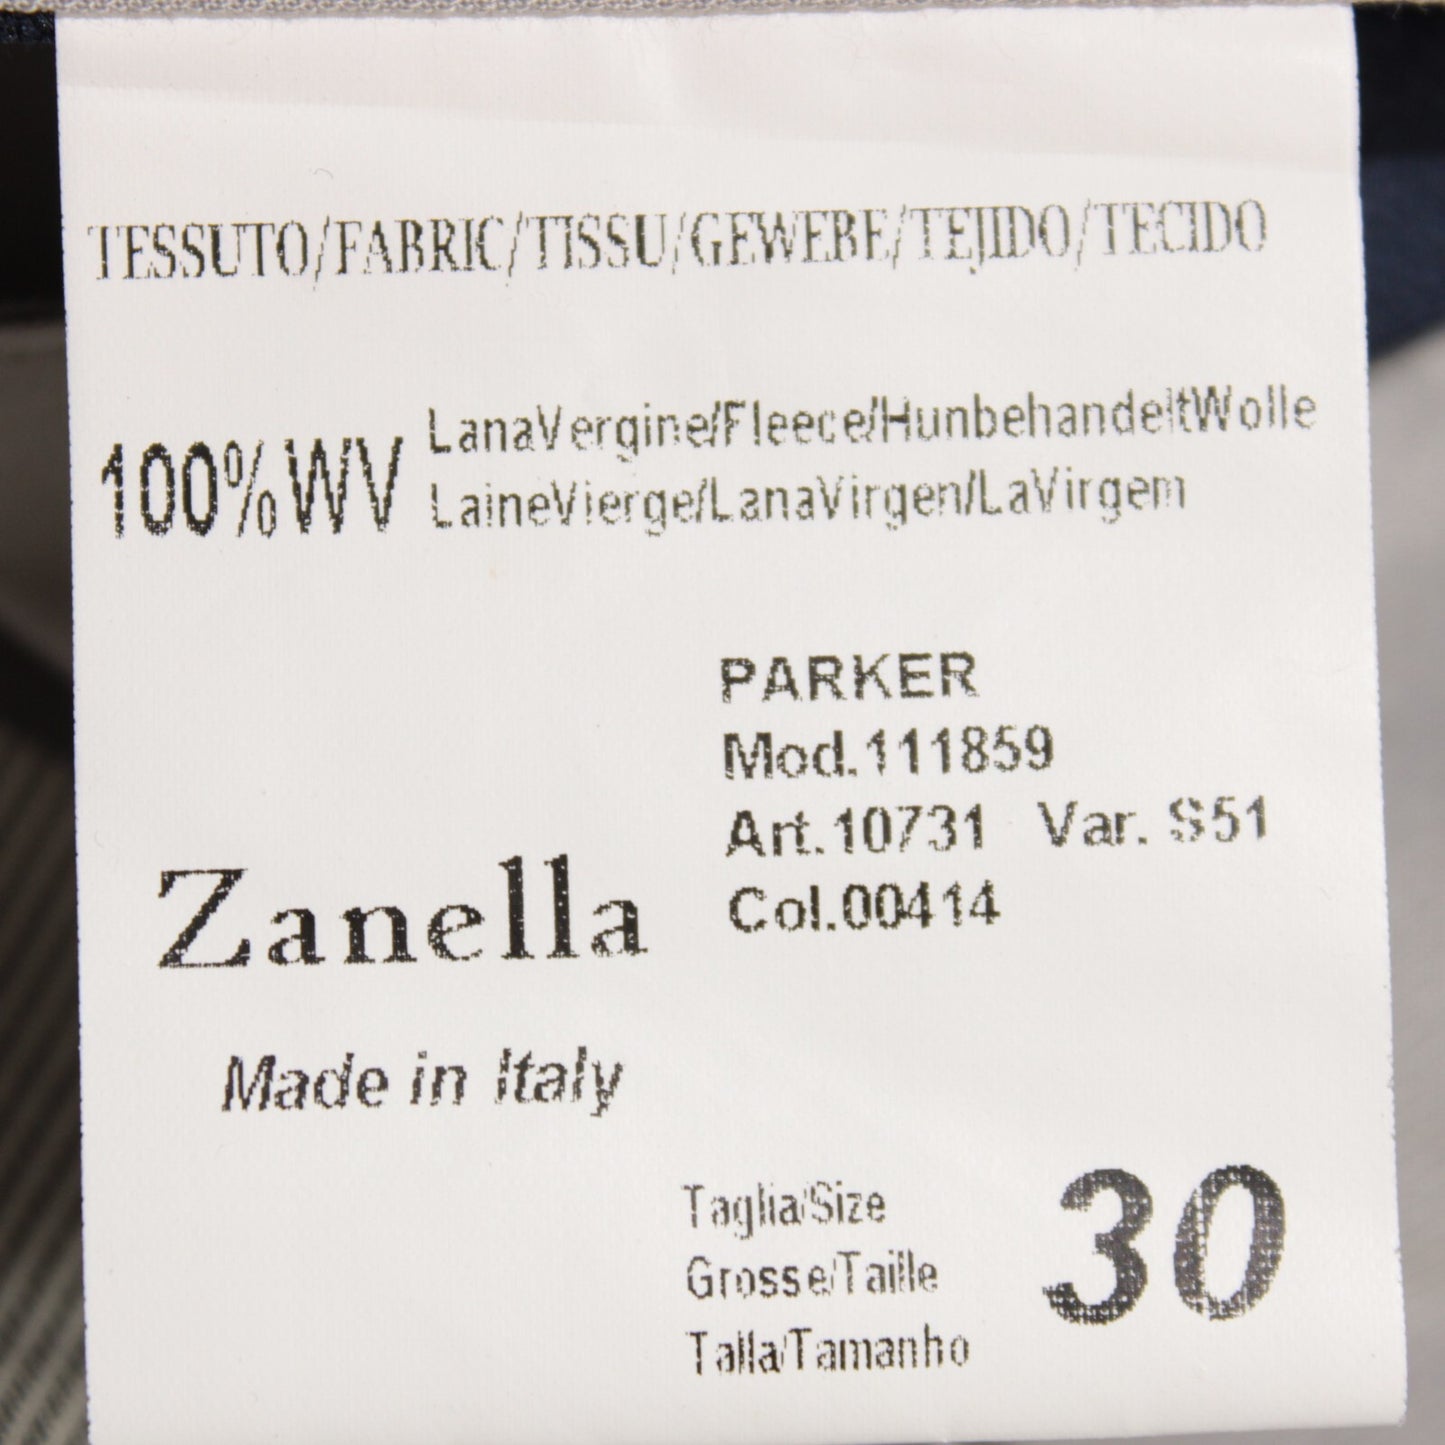 TESSUTO/FABRIC/TISSU/GEWEBE/TEJIDO/TECIDO
100% WV
LanaVergine/Fleece/HunbehandeltWolle
LaineVierge/LanaVirgen/LaVirgem
PARKER
Mod.111859
Art.10731 Var. S51
Col.00414
Zanella
Made in Italy
Taglia/Size
Grosse/Taille
Talla/Tamanho
30